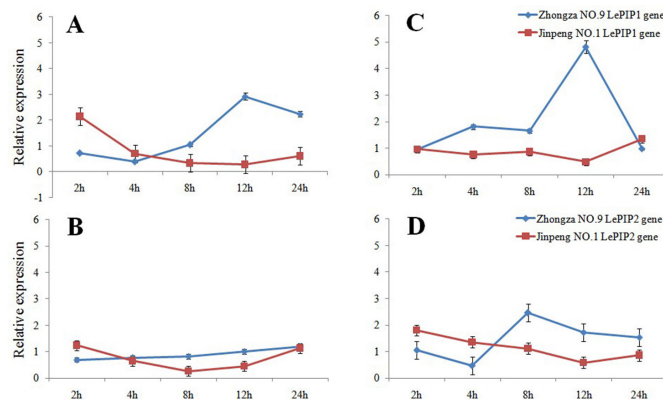 A
Relative expression
6
5
4
3
2
1
0
-1
2h 4h 8h 12h 24h
C
Zhongza NO.9 LePIP1 gene
Jinpeng NO.1 LePIP1 gene
6
5
4
3
2
1
0
2h 4h 8h 12h 24h
B
Relative expression
6
5
4
3
2
1
0
2h 4h 8h 12h 24h
D
Zhongza NO.9 LePIP2 gene
Jinpeng NO.1 LePIP2 gene
6
5
4
3
2
1
0
2h 4h 8h 12h 24h